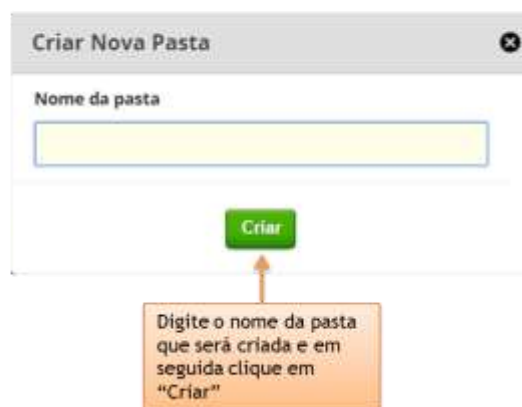 Criar Nova Pasta
Nome da pasta
Criar
Digite o nome da pasta
que será criada e em
seguida clique em
“Criar”